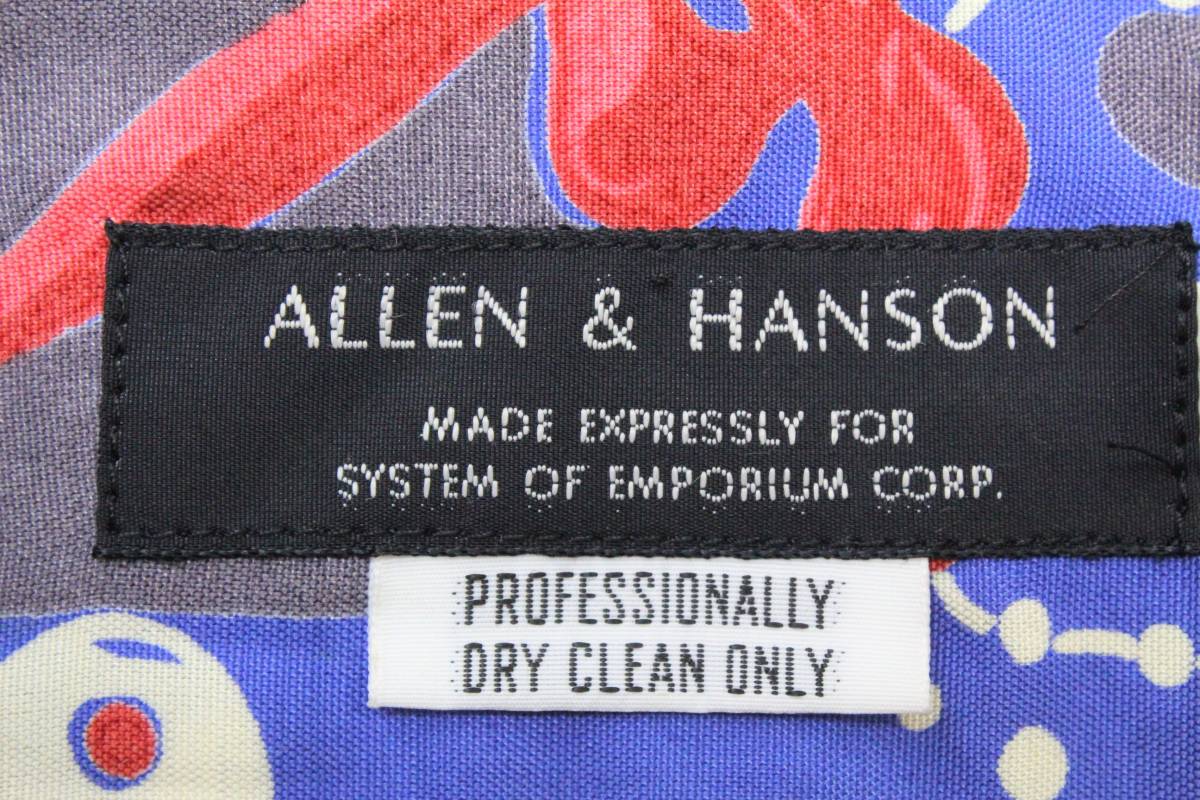 ALLEN & HANSON
MADE EXPRESSLY FOR
SYSTEM OF EMPORIUM CORP.
PROFESSIONALLY
DRY CLEAN ONLY